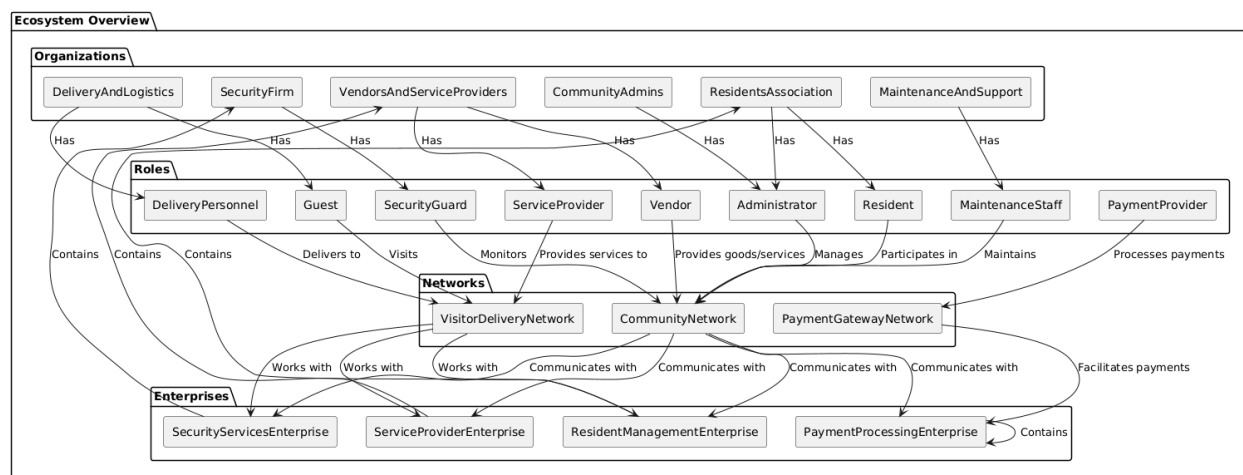 Ecosystem Overview
Organizations
DeliveryAndLogistics
SecurityFirm
VendorsAndServiceProviders
CommunityAdmins
ResidentsAssociation
MaintenanceAndSupport
Has
Has
Has
Has
Has
Has
Has
Has
Has
Roles
DeliveryPersonnel
Guest
SecurityGuard
ServiceProvider
Vendor
Administrator
Resident
MaintenanceStaff
PaymentProvider
Contains
Contains
Contains
Delivers to
Visits
Monitors
Provides services to
Provides goods/services
Manages
Participates in
Maintains
Processes payments
Networks
VisitorDeliveryNetwork
CommunityNetwork
PaymentGatewayNetwork
Works with
Works with
Works with
Communicates with
Communicates with
Communicates with
Communicates with
Facilitates payments
Enterprises
SecurityServicesEnterprise
ServiceProviderEnterprise
ResidentManagementEnterprise
PaymentProcessingEnterprise
Contains